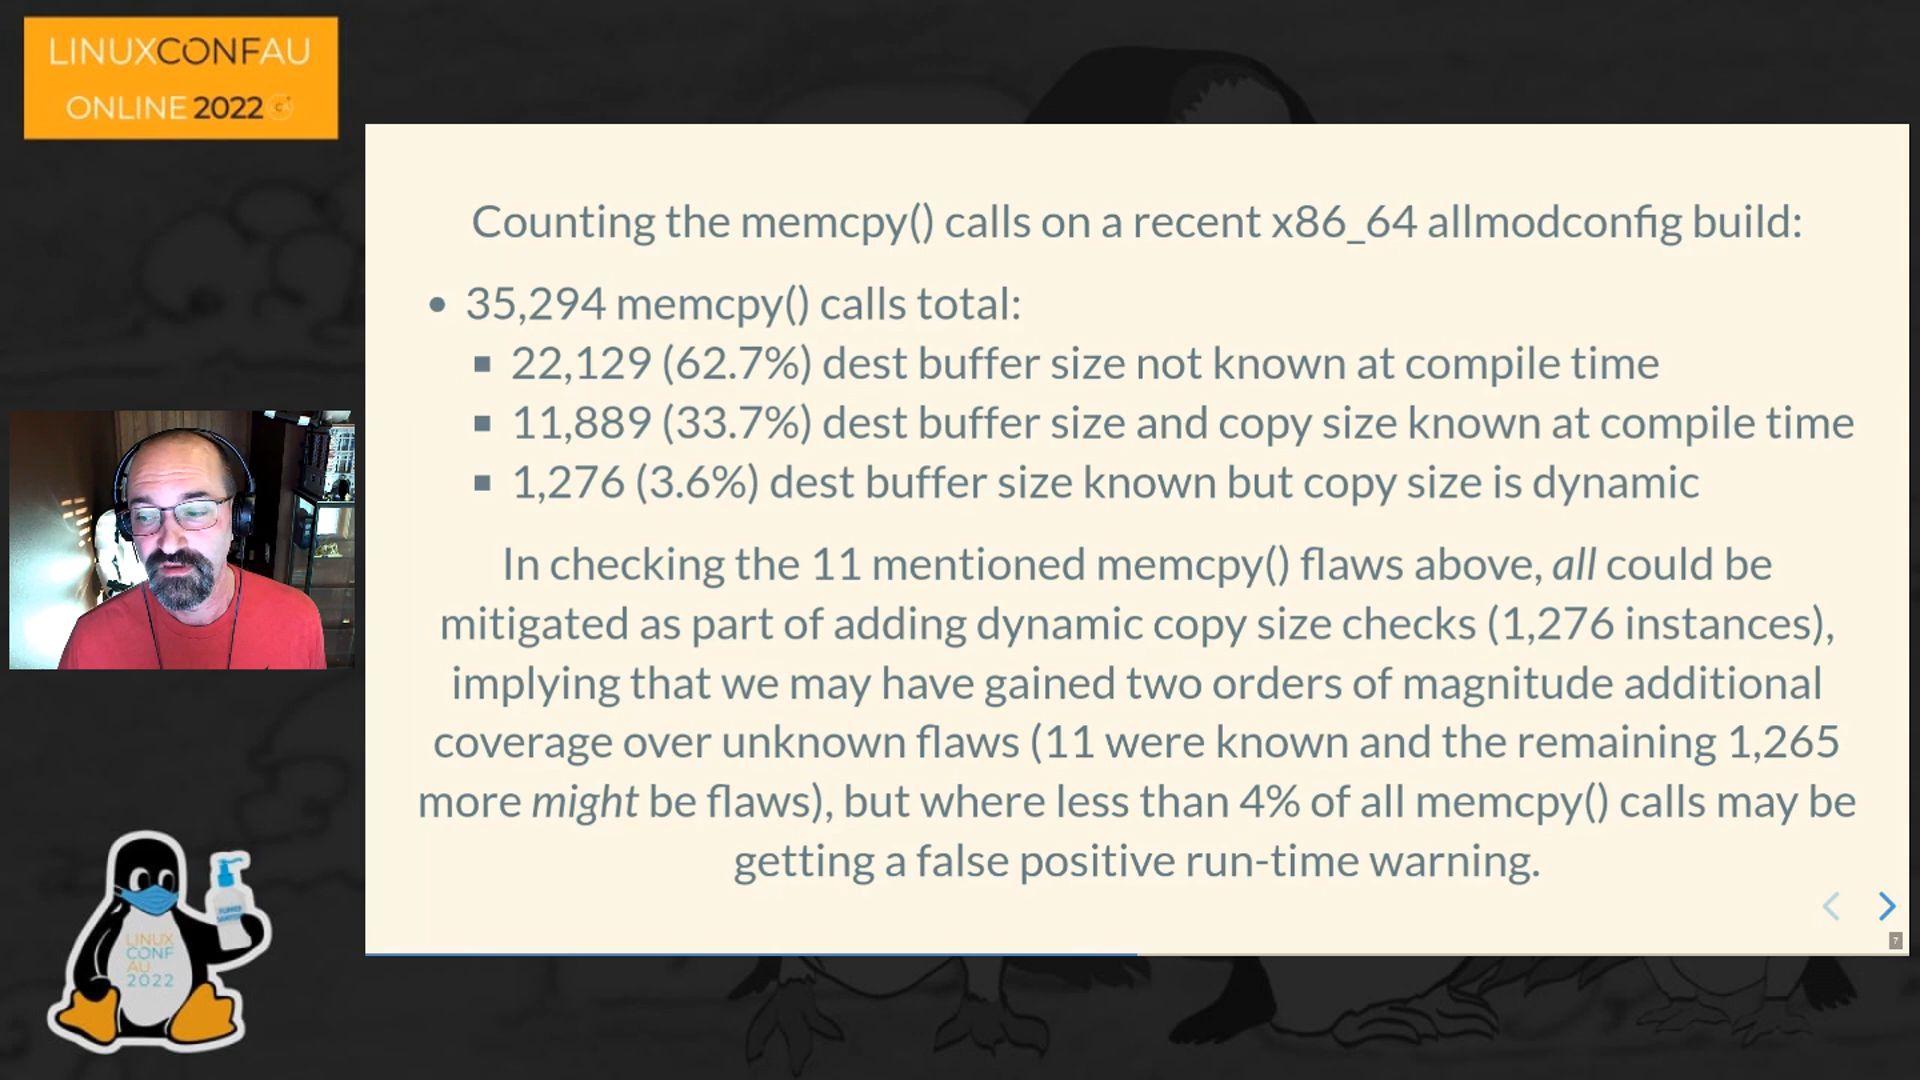 LINUXCONFAU
ONLINE 2022
Counting the memcpy() calls on a recent x86_64 allmodconfig build:
• 35,294 memcpy() calls total:
▪ 22,129 (62.7%) dest buffer size not known at compile time
▪ 11,889 (33.7%) dest buffer size and copy size known at compile time
▪ 1,276 (3.6%) dest buffer size known but copy size is dynamic
In checking the 11 mentioned memcpy() flaws above, all could be
mitigated as part of adding dynamic copy size checks (1,276 instances),
implying that we may have gained two orders of magnitude additional
coverage over unknown flaws (11 were known and the remaining 1,265
more might be flaws), but where less than 4% of all memcpy() calls may be
getting a false positive run-time warning.
7
LINUX
CONF
AU
2022